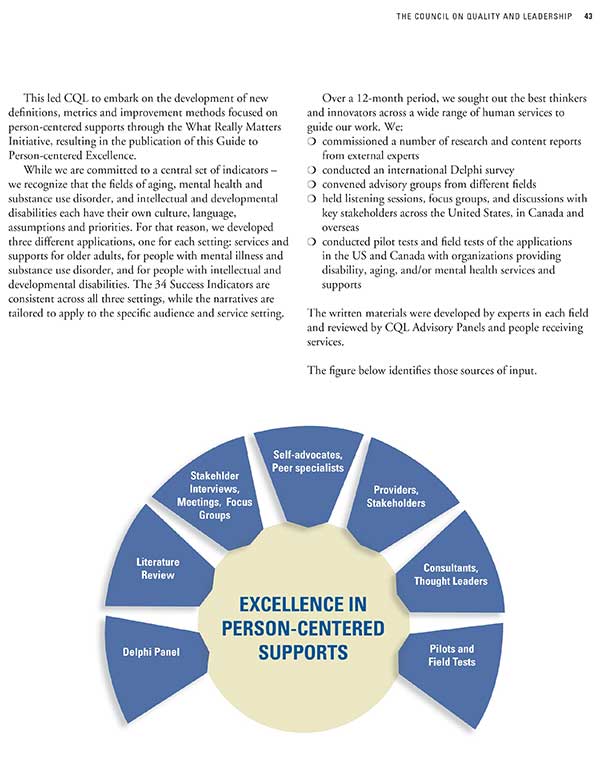 THE COUNCIL ON QUALITY AND LEADERSHIP 43
This led CQL to embark on the development of new
definitions, metrics and improvement methods focused on
person-centered supports through the What Really Matters
Initiative, resulting in the publication of this Guide to
Person-centered Excellence.
While we are committed to a central set of indicators –
we recognize that the fields of aging, mental health and
substance use disorder, and intellectual and developmental
disabilities each have their own culture, language,
assumptions and priorities. For that reason, we developed
three different applications, one for each setting: services and
supports for older adults, for people with mental illness and
substance use disorder, and for people with intellectual and
developmental disabilities. The 34 Success Indicators are
consistent across all three settings, while the narratives are
tailored to apply to the specific audience and service setting.
Over a 12-month period, we sought out the best thinkers
and innovators across a wide range of human services to
guide our work. We:
❍ commissioned a number of research and content reports
from external experts
❍ conducted an international Delphi survey
❍ convened advisory groups from different fields
❍ held listening sessions, focus groups, and discussions with
key stakeholders across the United States, in Canada and
overseas
❍ conducted pilot tests and field tests of the applications
in the US and Canada with organizations providing
disability, aging, and/or mental health services and
supports
The written materials were developed by experts in each field
and reviewed by CQL Advisory Panels and people receiving
services.
The figure below identifies those sources of input.
Delphi Panel
Literature
Review
Stakehlder
Interviews,
Meetings, Focus
Groups
Self-advocates,
Peer specialists
Providers,
Stakeholders
Consultants,
Thought Leaders
Pilots and
Field Tests
EXCELLENCE IN
PERSON-CENTERED
SUPPORTS